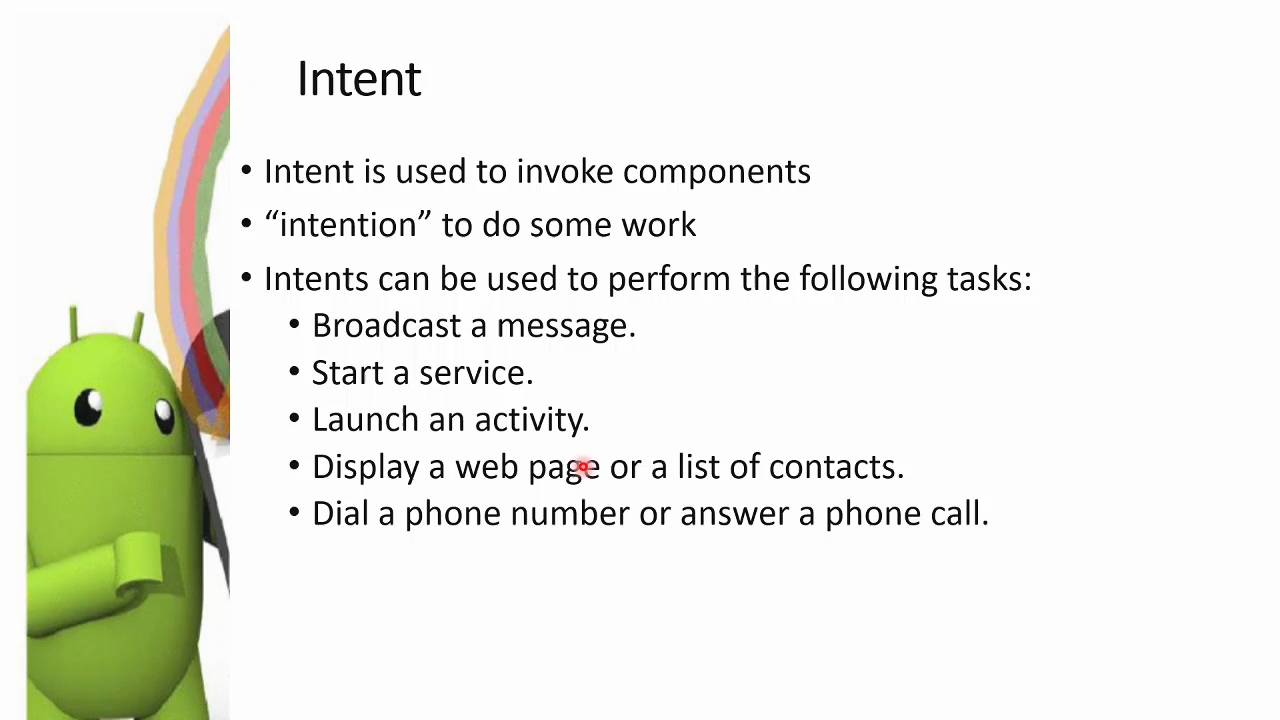 Intent
• Intent is used to invoke components
• “intention” to do some work
• Intents can be used to perform the following tasks:
• Broadcast a message.
• Start a service.
• Launch an activity.
• Display a web page or a list of contacts.
• Dial a phone number or answer a phone call.